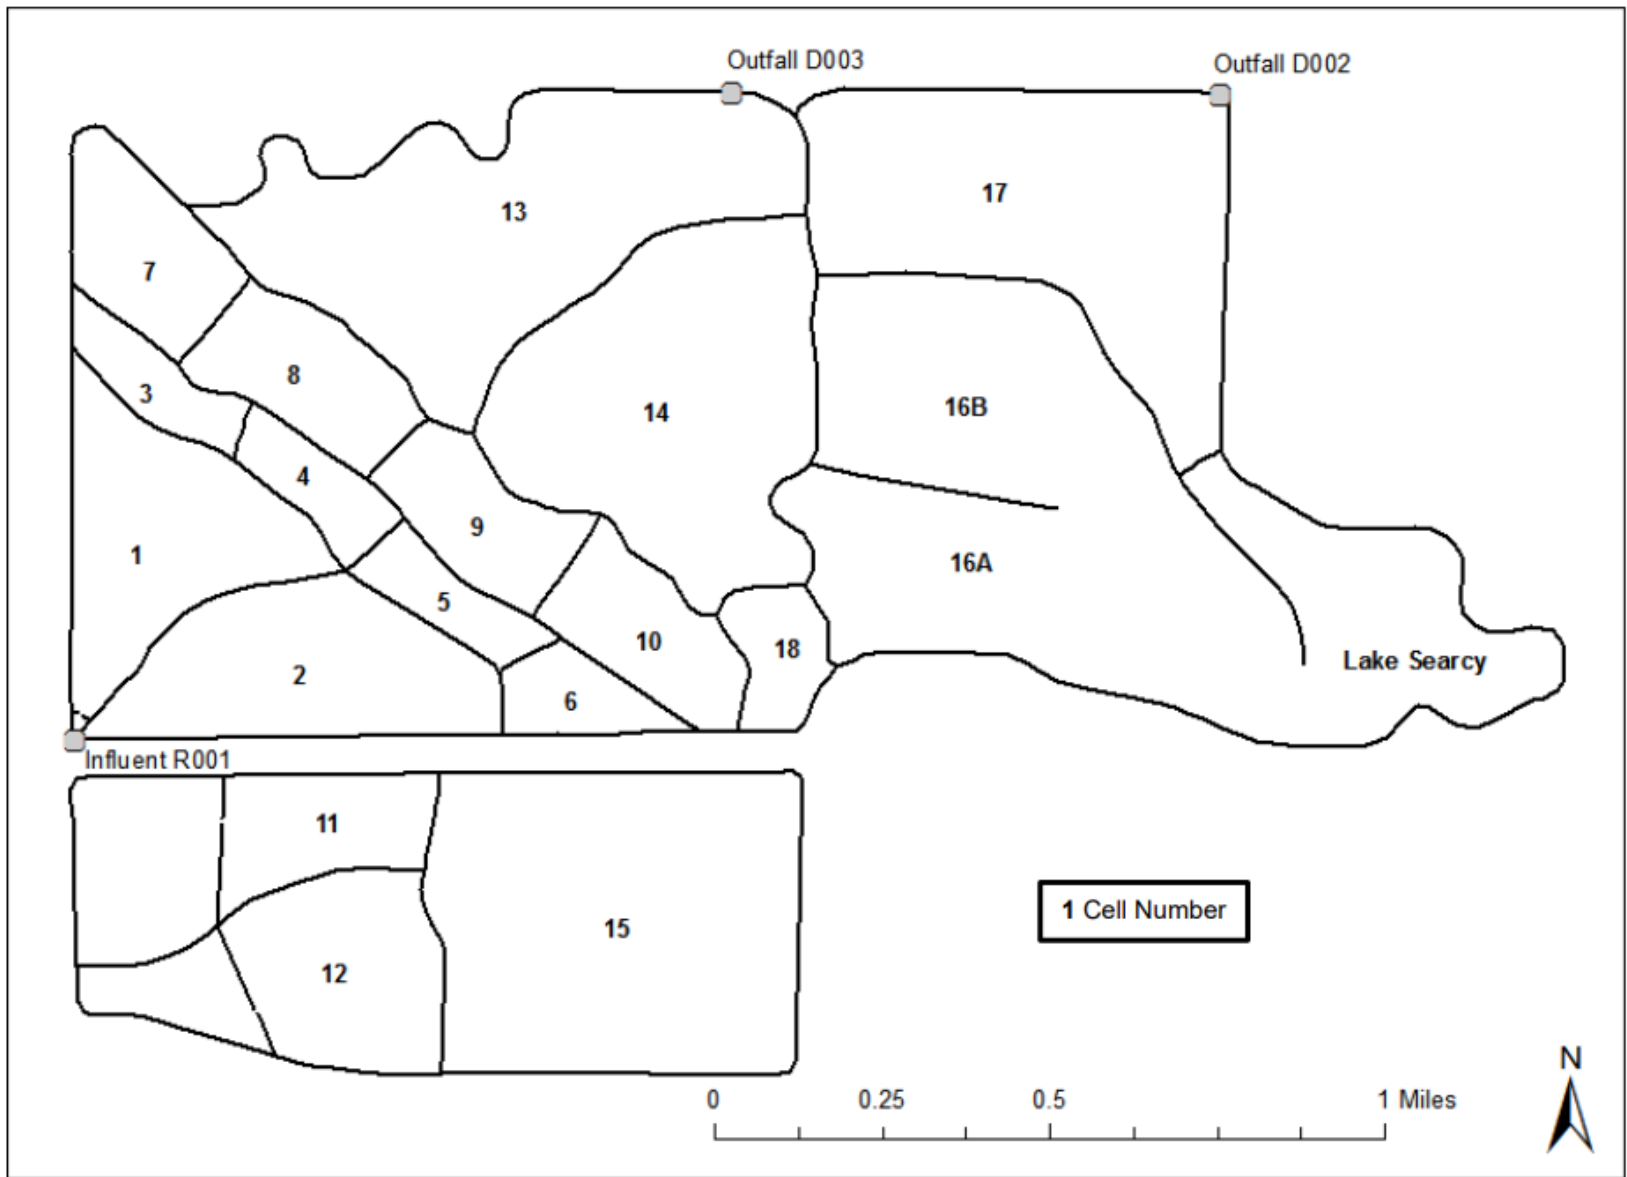 Outfall D003
Outfall D002
17
13
7
8
3
16B
14
4
9
1
16A
5
10
18
Lake Searcy
2
6
Influent R001
11
1 Cell Number
15
12
N
0 0.25 0.5 1 Miles